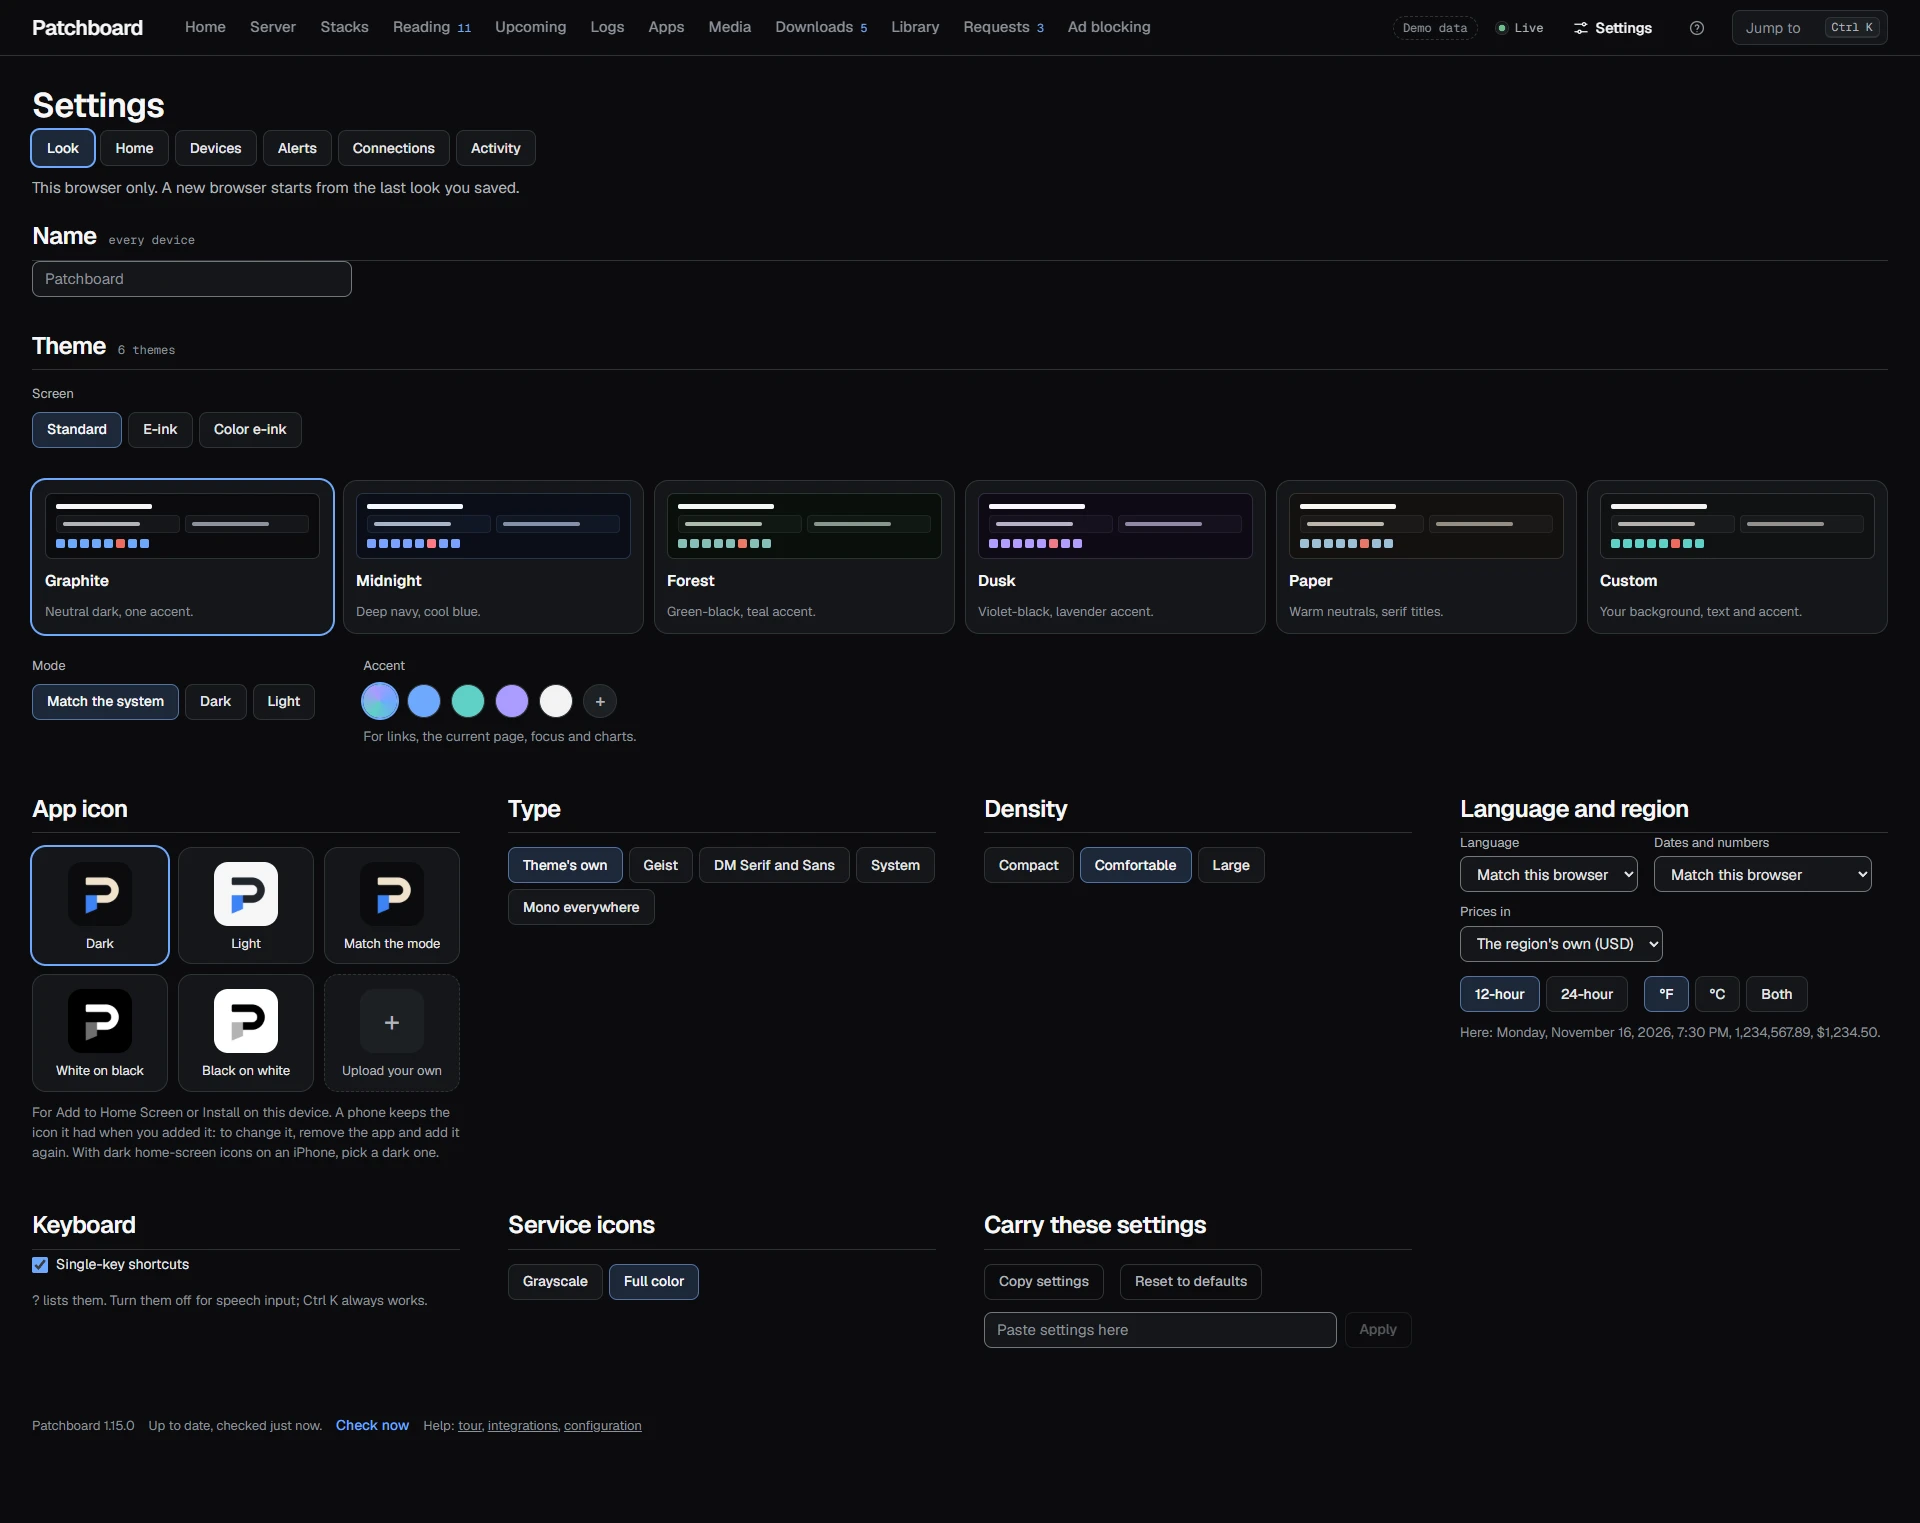 Patchboard Home Server Stacks Reading 11 Upcoming Logs Apps Media Downloads 5 Library Requests 3 Ad blocking Demo data Live Settings ? Jump to Ctrl K
Settings
Look Home Devices Alerts Connections Activity
This browser only. A new browser starts from the last look you saved.
Name every device
Patchboard
Theme 6 themes
Screen
Standard E-ink Color e-ink
Graphite Midnight Forest Dusk Paper Custom
Neutral dark, one accent. Deep navy, cool blue. Green-black, teal accent. Violet-black, lavender accent. Warm neutrals, serif titles. Your background, text and accent.
Mode Accent
Match the system Dark Light +
For links, the current page, focus and charts.
App icon
Dark Light Match the mode
White on black Black on white + Upload your own
For Add to Home Screen or Install on this device. A phone keeps the
icon it had when you added it: to change it, remove the app and add it
again. With dark home-screen icons on an iPhone, pick a dark one.
Type
Theme's own Geist DM Serif and Sans System
Mono everywhere
Density
Compact Comfortable Large
Language and region
Language Dates and numbers
Match this browser Match this browser
Prices in
The region's own (USD)
12-hour 24-hour °F °C Both
Here: Monday, November 16, 2026, 7:30 PM, 1,234,567.89, $1,234.50.
Keyboard
Single-key shortcuts
? lists them. Turn them off for speech input; Ctrl K always works.
Service icons
Grayscale Full color
Carry these settings
Copy settings Reset to defaults
Paste settings here Apply
Patchboard 1.15.0 Up to date, checked just now. Check now Help: tour, integrations, configuration